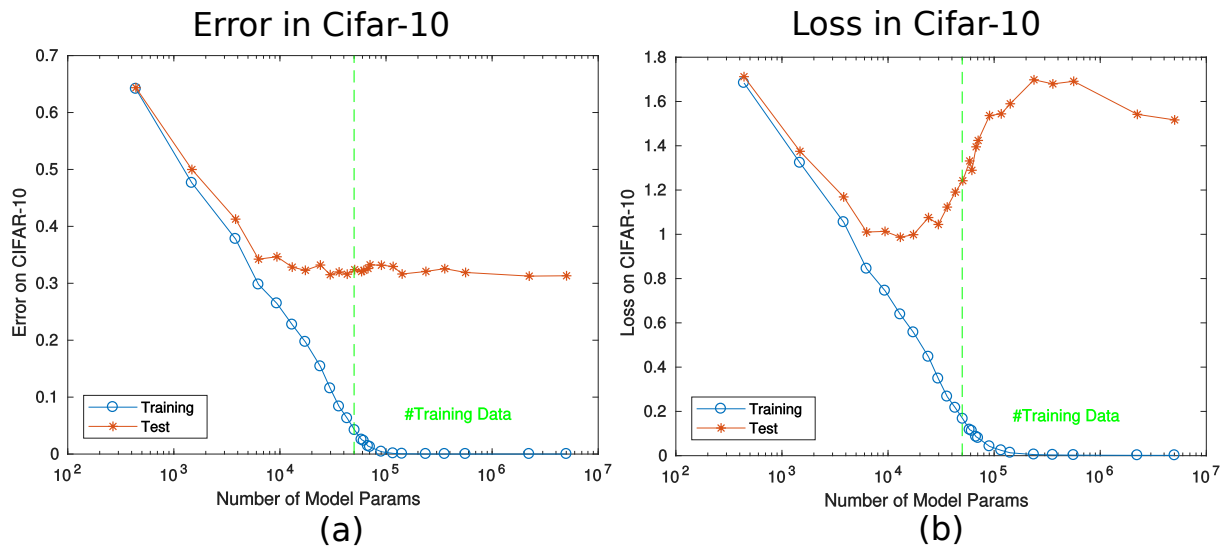 Error in Cifar-10
0.7
0.6
0.5
0.4
0.3
0.2
0.1
0
Error on CIFAR-10
#Training Data
Training
Test
10^2
10^3
10^4
10^5
10^6
10^7
Number of Model Params
(a)
Loss in Cifar-10
1.8
1.6
1.4
1.2
1
0.8
0.6
0.4
0.2
0
Loss on CIFAR-10
#Training Data
Training
Test
10^2
10^3
10^4
10^5
10^6
10^7
Number of Model Params
(b)